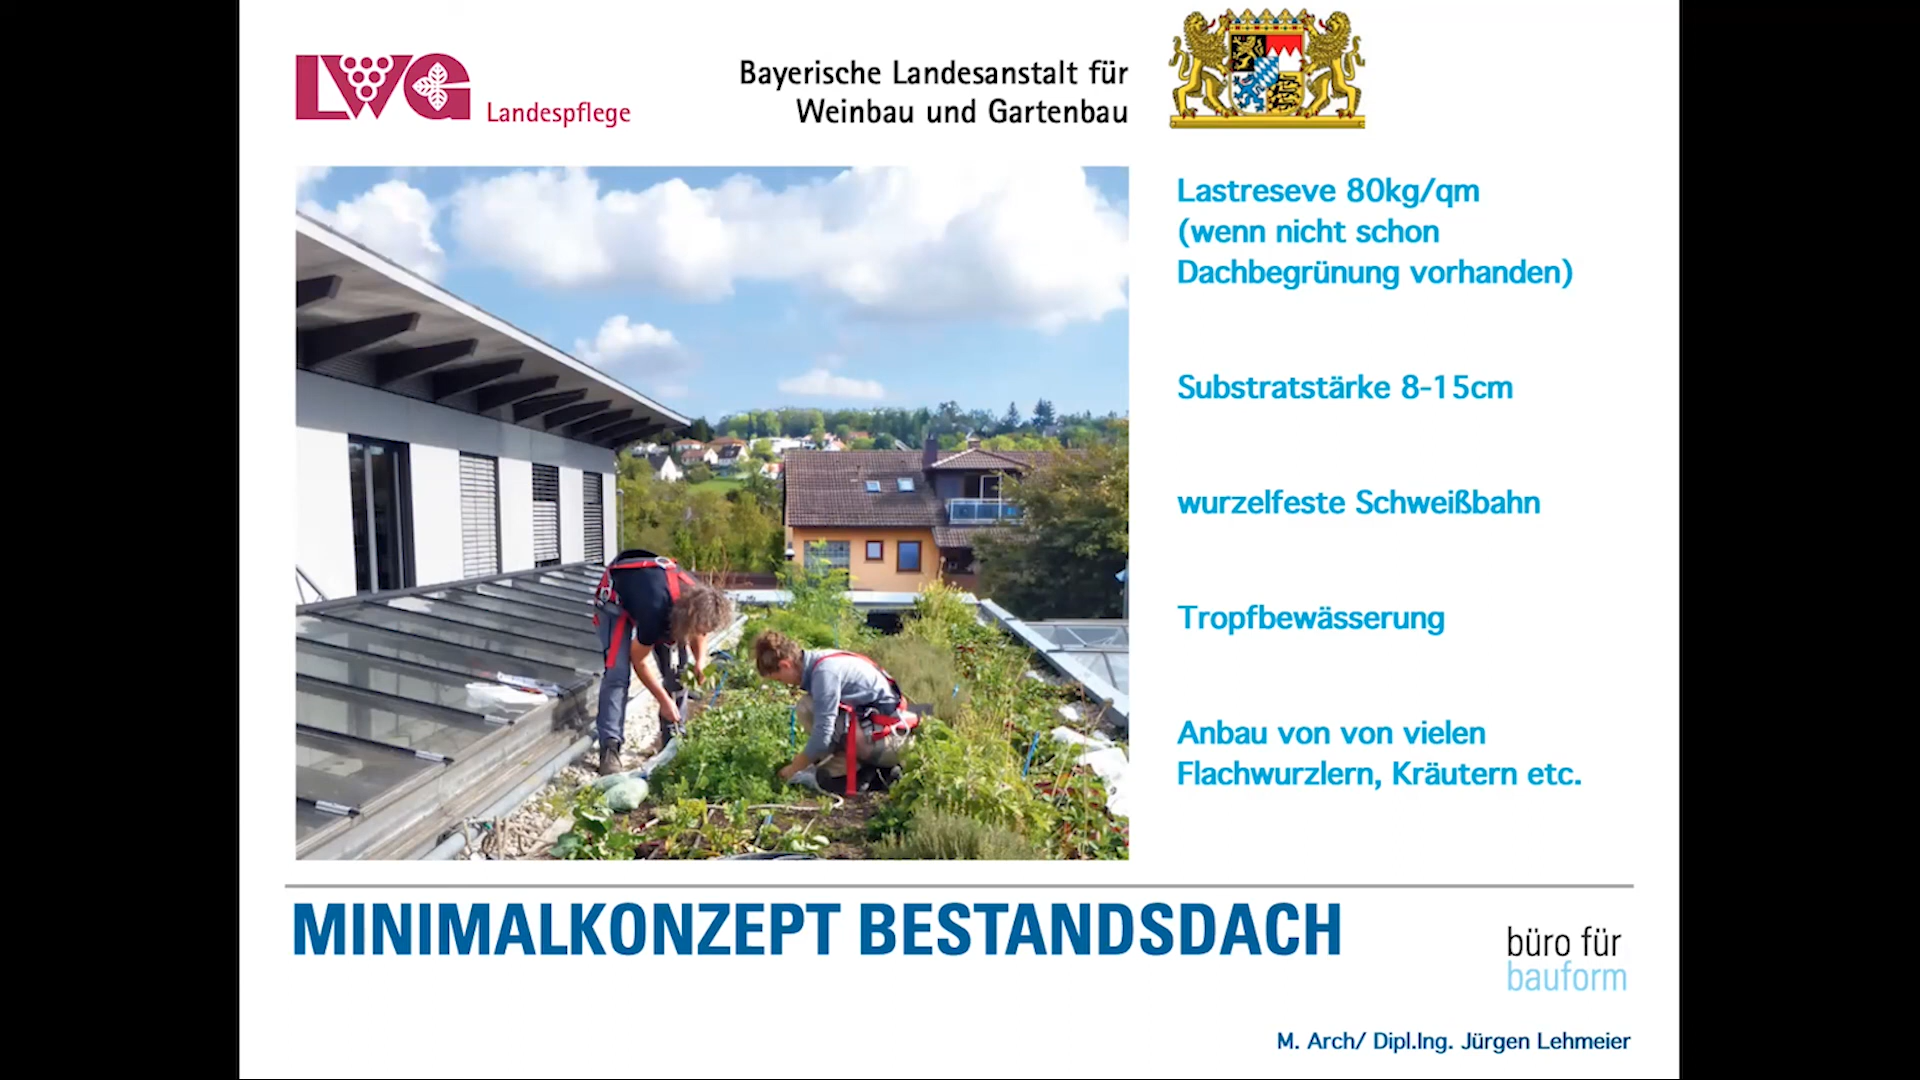 LWG Landespflege
Bayerische Landesanstalt für
Weinbau und Gartenbau
Lastreseve 80kg/qm
(wenn nicht schon
Dachbegrünung vorhanden)
Substratstärke 8-15cm
wurzelfeste Schweißbahn
Tropfbewässerung
Anbau von von vielen
Flachwurzlern, Kräutern etc.
MINIMALKONZEPT BESTANDSDACH
büro für
bauform
M. Arch/ Dipl.Ing. Jürgen Lehmeier